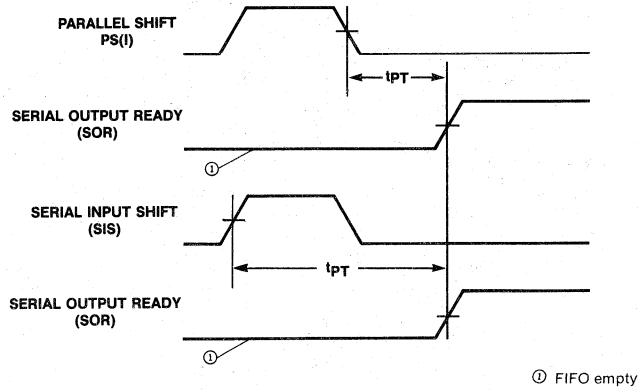 PARALLEL SHIFT
PS(I)
tPT
SERIAL OUTPUT READY
(SOR)
①
SERIAL INPUT SHIFT
(SIS)
tPT
SERIAL OUTPUT READY
(SOR)
①
① FIFO empty